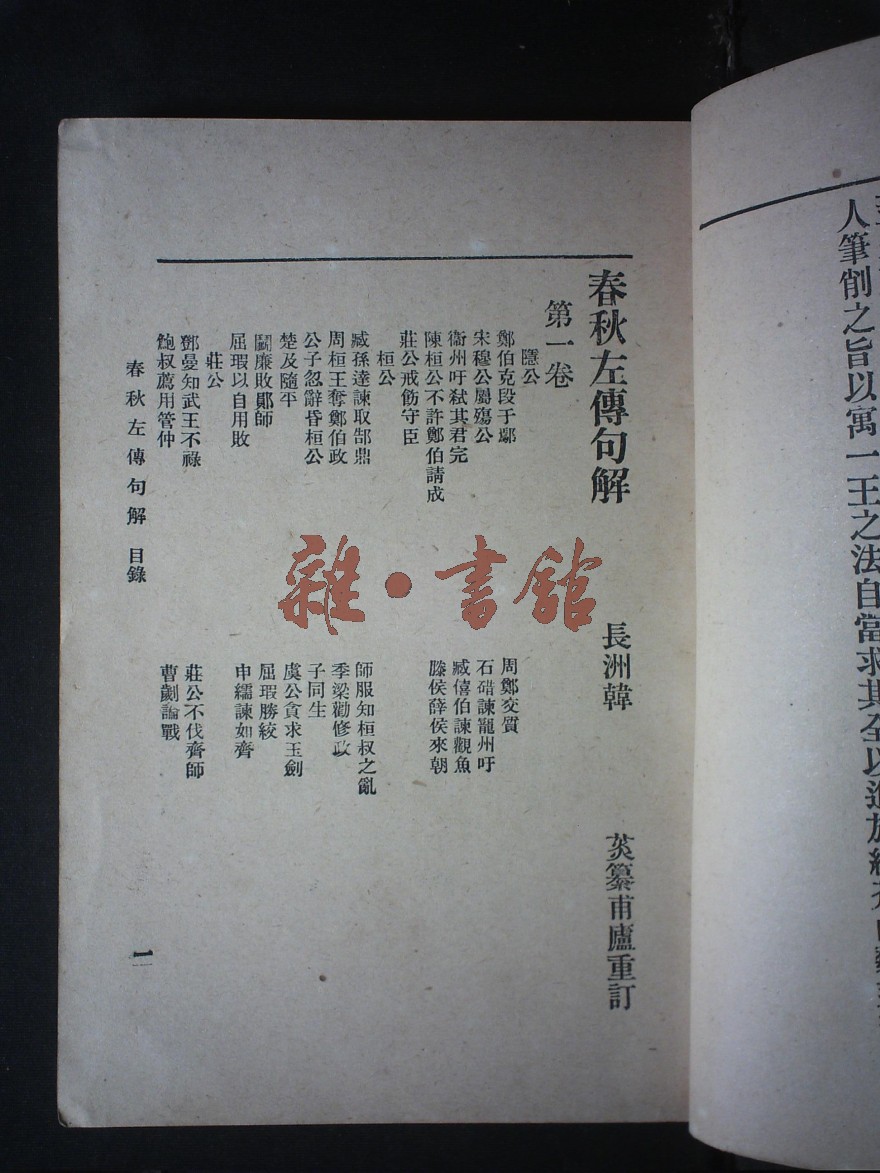 人筆削之旨以寓一王之法自當求其全以進於
春秋左傳句解 長洲韓 菼纂甫廬重訂
第一卷
隱公
鄭伯克段于鄢 周鄭交質
宋穆公屬殤公 石碏諫寵州吁
衞州吁弒其君完 臧僖伯諫觀魚
陳桓公不許鄭伯請成 滕侯薛侯來朝
莊公戒飭守臣
桓公
臧孫達諫取郜鼎 師服知桓叔之亂
周桓王奪鄭伯政 季梁勸修政
公子忽辭昏桓公 子同生
楚及隨平 虞公貪求玉劍
鬬廉敗鄖師 屈瑕勝絞
屈瑕以自用敗 申繻諫如齊
莊公
鄧曼知武王不祿 莊公不伐齊師
鮑叔薦用管仲 曹劌論戰
春秋左傳句解 目錄
一
雜·書館